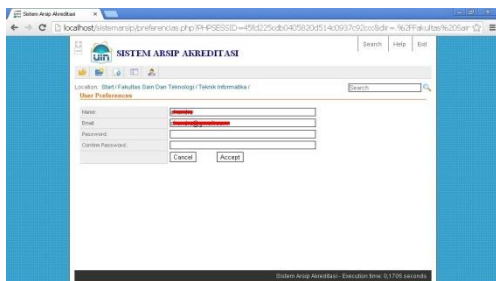 Sistem Arsip Akreditasi
localhost/sistemarsip/preferencias.php?PHPSESSID=
Search Help Exit
uin SISTEM ARSIP AKREDITASI
Location: Start / Fakultas Sain Dan Teknologi / Teknik Informatika /
Search
User Preferences
Name:
Email:
Password:
Confirm Password:
Cancel Accept
Sistem Arsip Akreditasi - Execution time: 0,1705 seconds